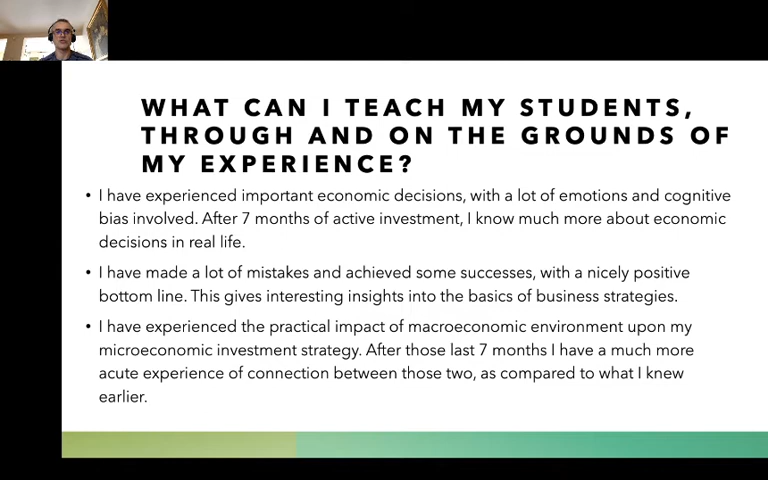 WHAT CAN I TEACH MY STUDENTS,
THROUGH AND ON THE GROUNDS OF
MY EXPERIENCE?
• I have experienced important economic decisions, with a lot of emotions and cognitive
bias involved. After 7 months of active investment, I know much more about economic
decisions in real life.
• I have made a lot of mistakes and achieved some successes, with a nicely positive
bottom line. This gives interesting insights into the basics of business strategies.
• I have experienced the practical impact of macroeconomic environment upon my
microeconomic investment strategy. After those last 7 months I have a much more
acute experience of connection between those two, as compared to what I knew
earlier.